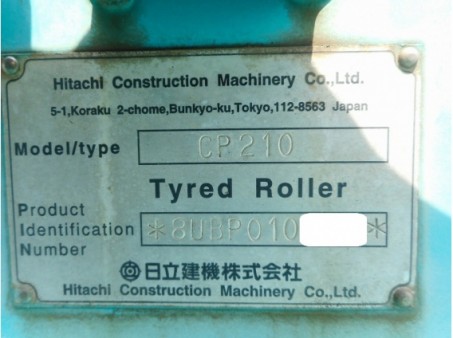 Hitachi Construction Machinery Co.,Ltd.
5-1,Koraku 2-chome,Bunkyo-ku,Tokyo,112-8563 Japan
Model/type CP210
Tyred Roller
Product
Identification *8UBP010 *
Number
日立建機株式会社
Hitachi Construction Machinery Co.,Ltd.